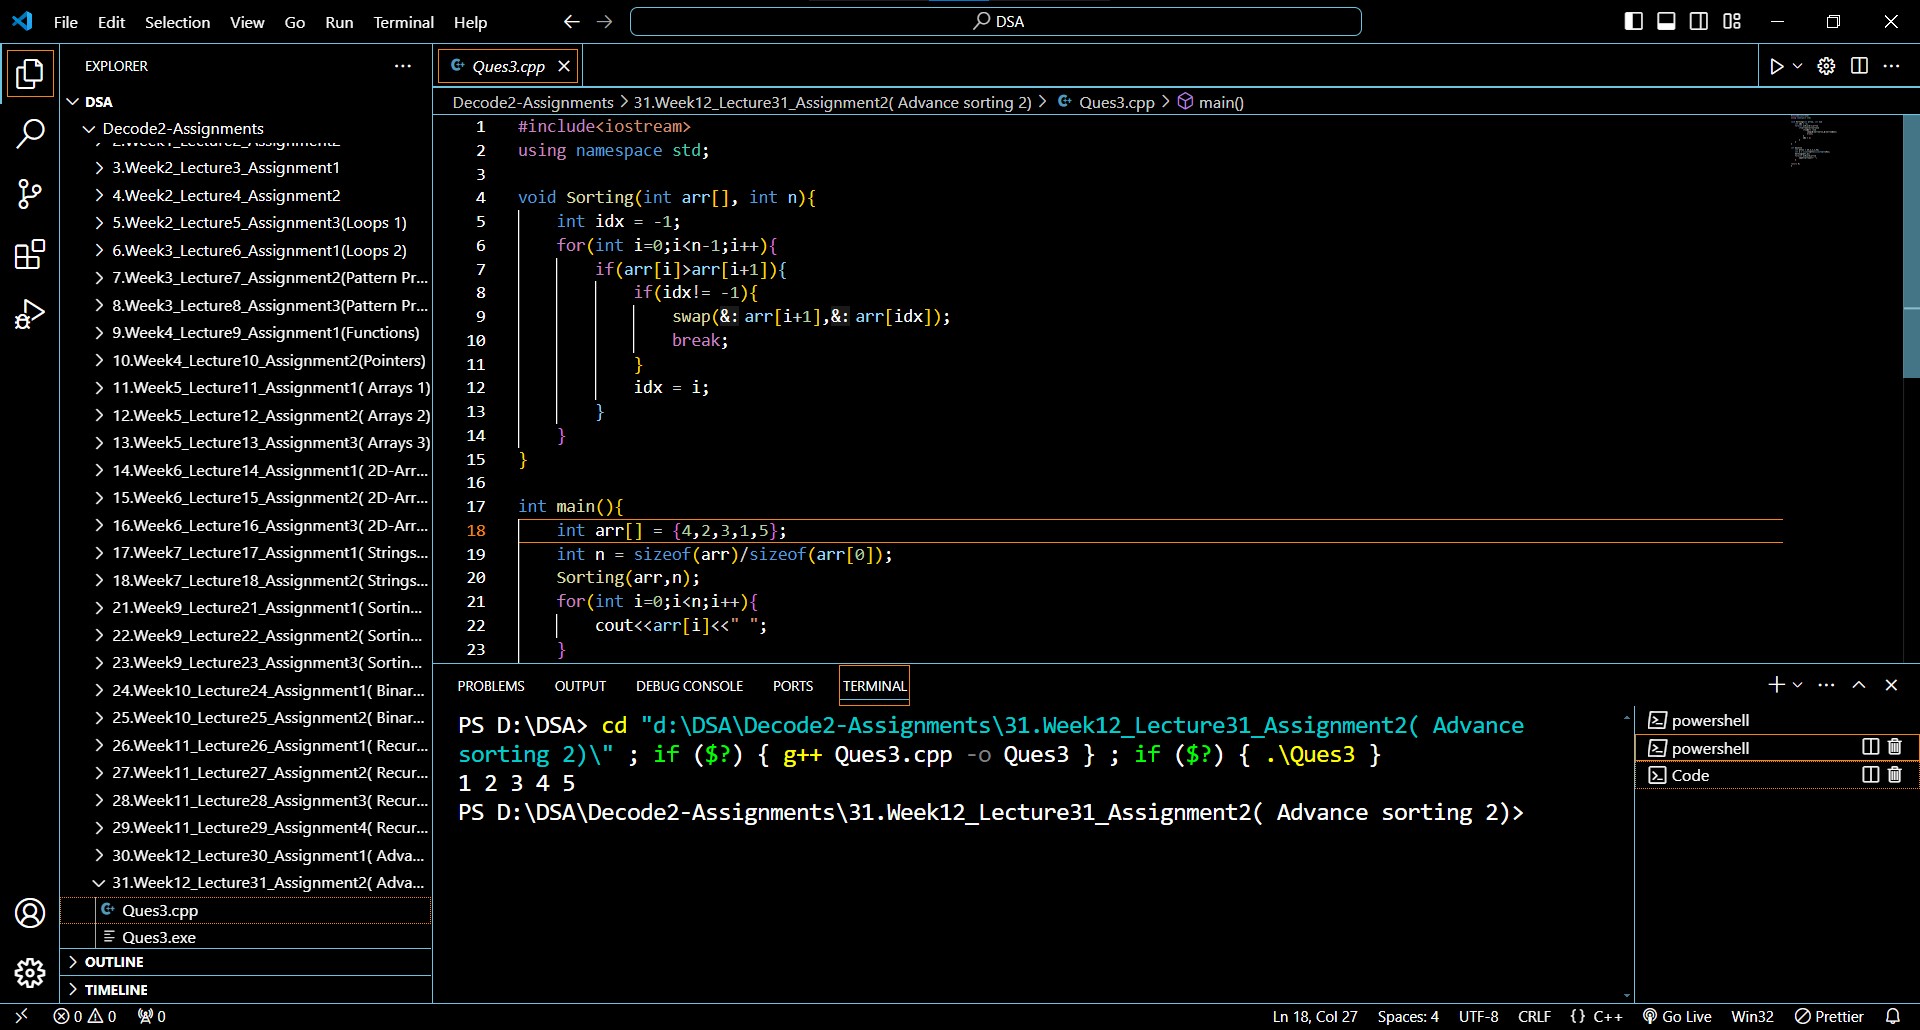 File Edit Selection View Go Run Terminal Help
DSA
EXPLORER
DSA
Decode2-Assignments
2.Week1_Lecture2_Assignment2
3.Week2_Lecture3_Assignment1
4.Week2_Lecture4_Assignment2
5.Week2_Lecture5_Assignment3(Loops 1)
6.Week3_Lecture6_Assignment1(Loops 2)
7.Week3_Lecture7_Assignment2(Pattern Pr...
8.Week3_Lecture8_Assignment3(Pattern Pr...
9.Week4_Lecture9_Assignment1(Functions)
10.Week4_Lecture10_Assignment2(Pointers)
11.Week5_Lecture11_Assignment1( Arrays 1)
12.Week5_Lecture12_Assignment2( Arrays 2)
13.Week5_Lecture13_Assignment3( Arrays 3)
14.Week6_Lecture14_Assignment1( 2D-Arr...
15.Week6_Lecture15_Assignment2( 2D-Arr...
16.Week6_Lecture16_Assignment3( 2D-Arr...
17.Week7_Lecture17_Assignment1( Strings...
18.Week7_Lecture18_Assignment2( Strings...
21.Week9_Lecture21_Assignment1( Sortin...
22.Week9_Lecture22_Assignment2( Sortin...
23.Week9_Lecture23_Assignment3( Sortin...
24.Week10_Lecture24_Assignment1( Binar...
25.Week10_Lecture25_Assignment2( Binar...
26.Week11_Lecture26_Assignment1( Recur...
27.Week11_Lecture27_Assignment2( Recur...
28.Week11_Lecture28_Assignment3( Recur...
29.Week11_Lecture29_Assignment4( Recur...
30.Week12_Lecture30_Assignment1( Adva...
31.Week12_Lecture31_Assignment2( Adva...
Ques3.cpp
Ques3.exe
OUTLINE
TIMELINE
Ques3.cpp
Decode2-Assignments > 31.Week12_Lecture31_Assignment2( Advance sorting 2) > Ques3.cpp > main()
1 #include<iostream>
2 using namespace std;
3
4 void Sorting(int arr[], int n){
5     int idx = -1;
6     for(int i=0;i<n-1;i++){
7         if(arr[i]>arr[i+1]){
8             if(idx!= -1){
9                 swap(&: arr[i+1],&: arr[idx]);
10                 break;
11             }
12             idx = i;
13         }
14     }
15 }
16
17 int main(){
18     int arr[] = {4,2,3,1,5};
19     int n = sizeof(arr)/sizeof(arr[0]);
20     Sorting(arr,n);
21     for(int i=0;i<n;i++){
22         cout<<arr[i]<<" ";
23     }
PROBLEMS OUTPUT DEBUG CONSOLE PORTS TERMINAL
PS D:\DSA> cd "d:\DSA\Decode2-Assignments\31.Week12_Lecture31_Assignment2( Advance
sorting 2)\" ; if ($?) { g++ Ques3.cpp -o Ques3 } ; if ($?) { .\Ques3 }
1 2 3 4 5
PS D:\DSA\Decode2-Assignments\31.Week12_Lecture31_Assignment2( Advance sorting 2)>
powershell
powershell
Code
0 0 0 Ln 18, Col 27 Spaces: 4 UTF-8 CRLF {} C++ Go Live Win32 Prettier